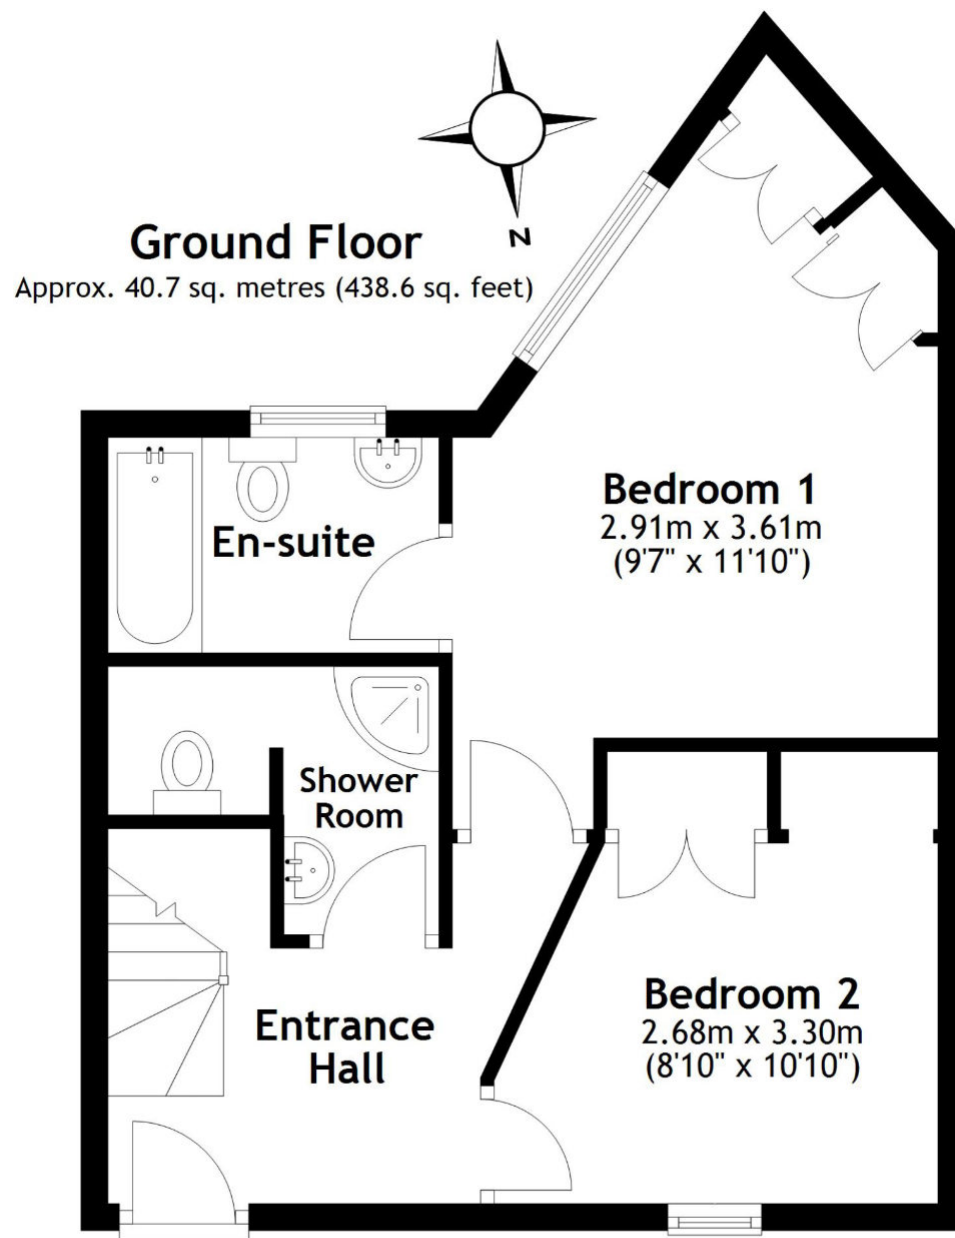 Ground Floor
Approx. 40.7 sq. metres (438.6 sq. feet)
N
Bedroom 1
2.91m x 3.61m
(9'7" x 11'10")
En-suite
Shower
Room
Entrance
Hall
Bedroom 2
2.68m x 3.30m
(8'10" x 10'10")